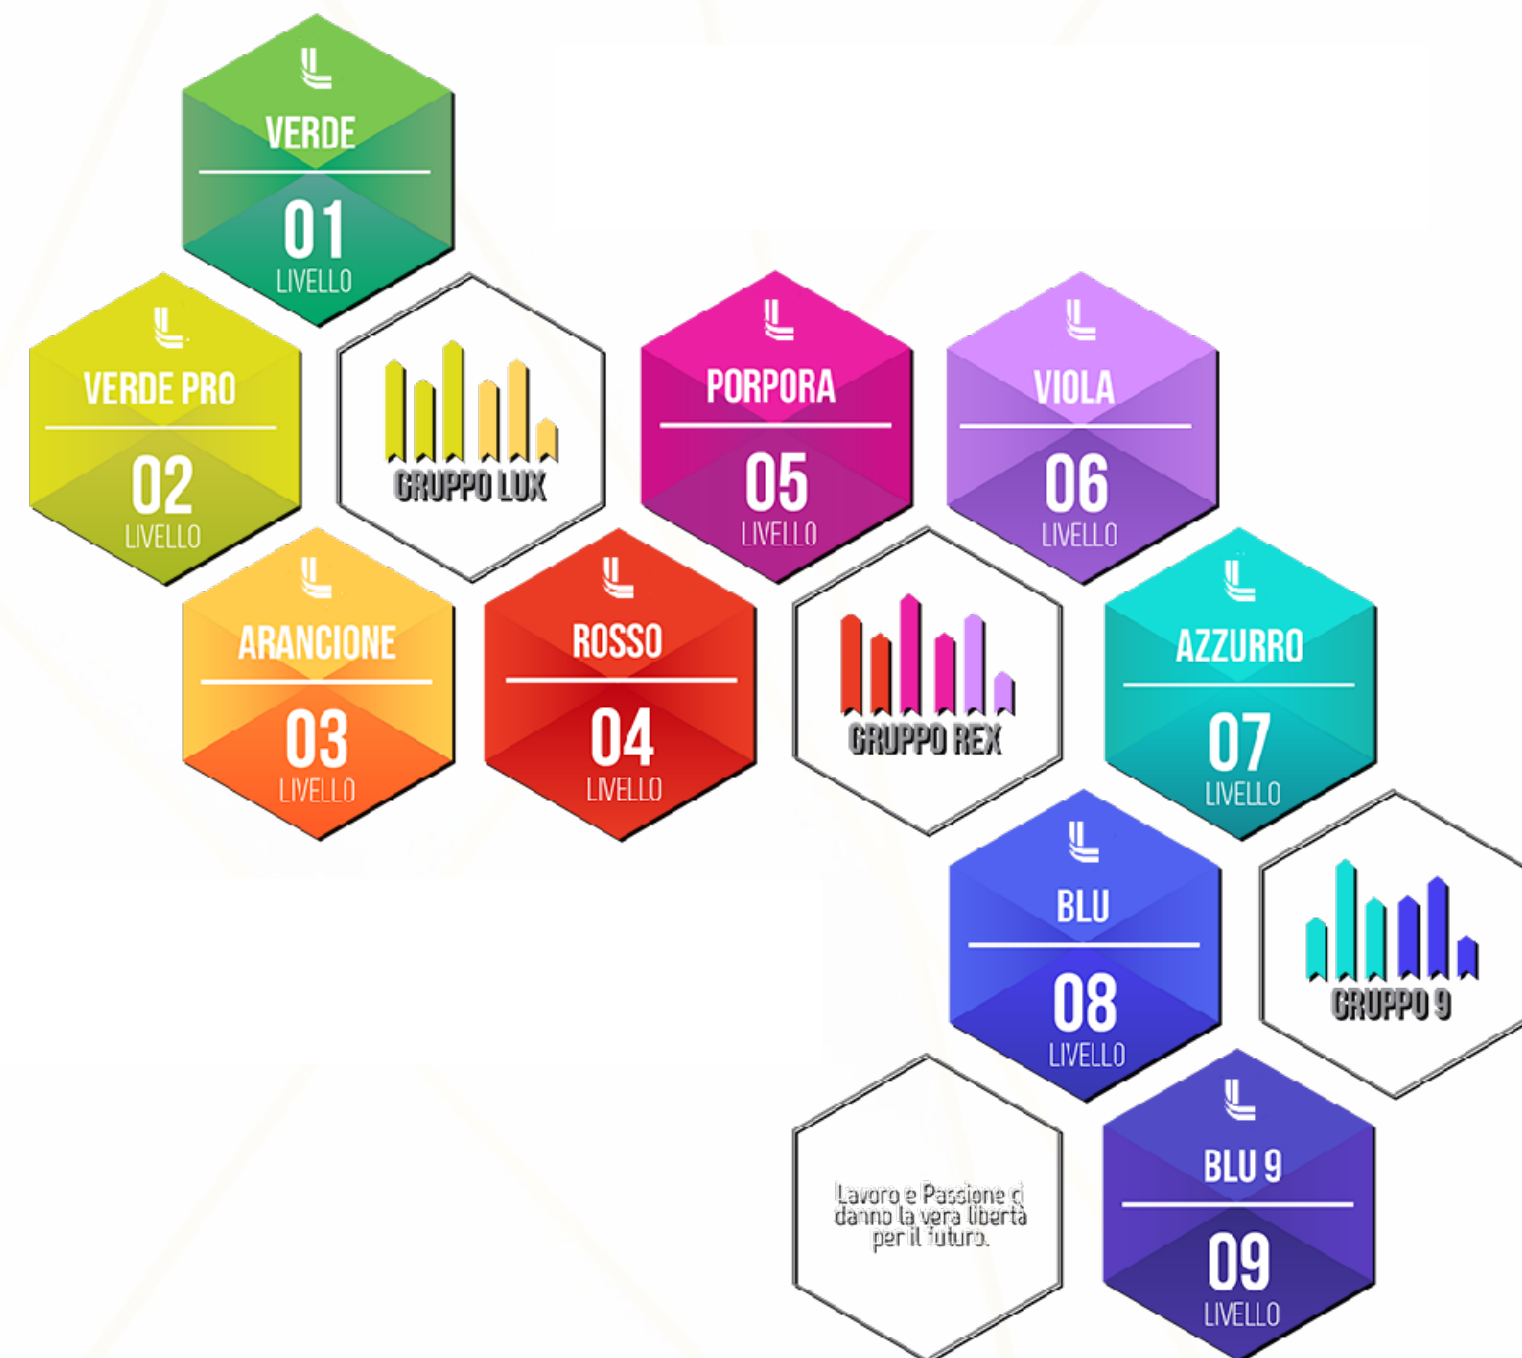 VERDE
01
LIVELLO
VERDE PRO
02
LIVELLO
GRUPPO LUX
PORPORA
05
LIVELLO
VIOLA
06
LIVELLO
ARANCIONE
03
LIVELLO
ROSSO
04
LIVELLO
GRUPPO REX
AZZURRO
07
LIVELLO
BLU
08
LIVELLO
GRUPPO 9
Lavoro e Passione ci
danno la vera libertà
per il futuro.
BLU 9
09
LIVELLO